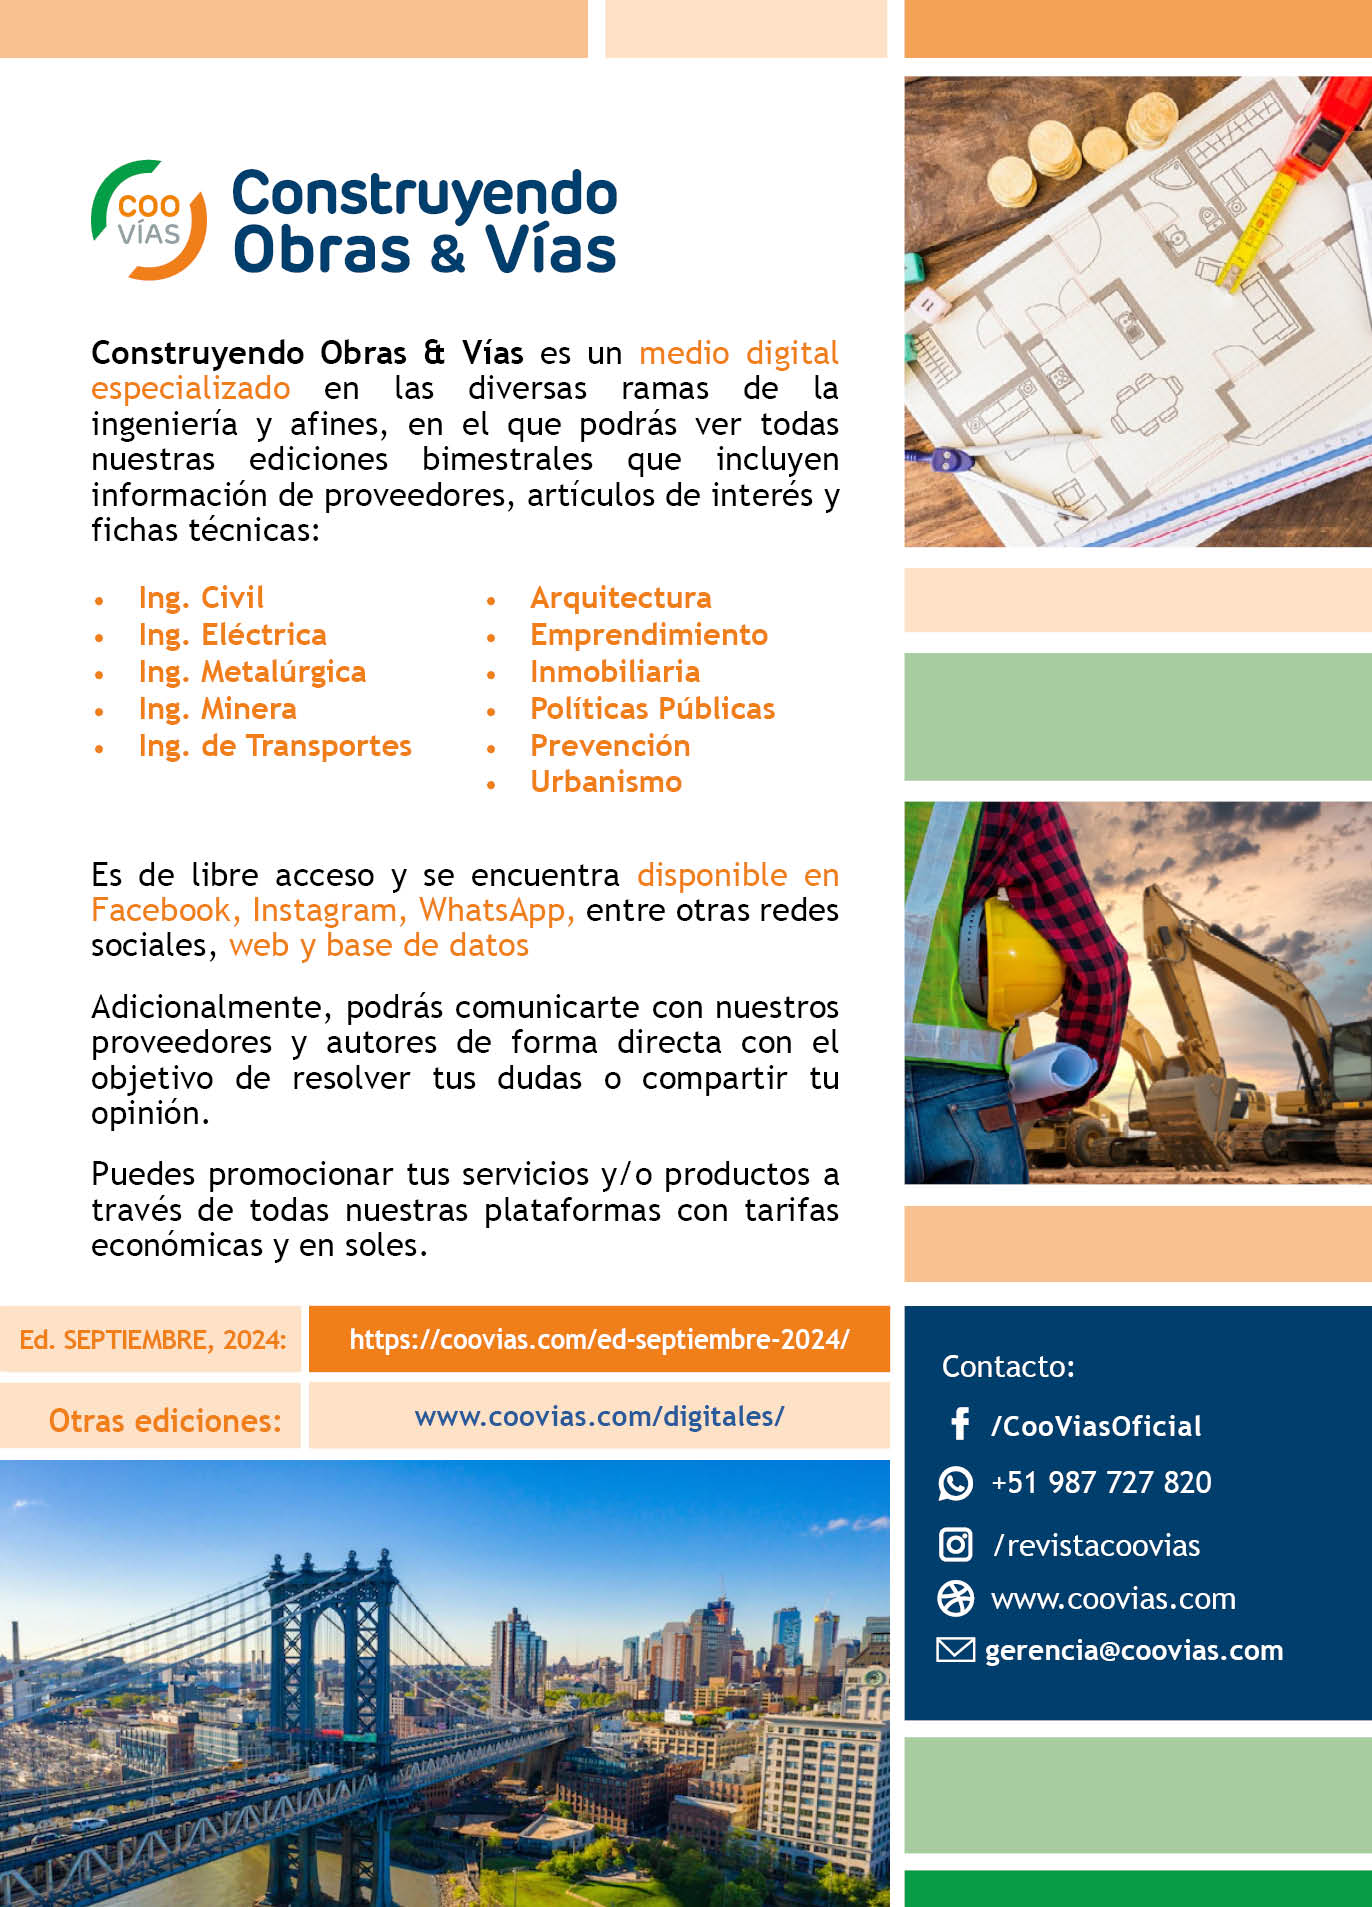 COO
VÍAS
Construyendo
Obras & Vías
Construyendo Obras & Vías es un medio digital
especializado en las diversas ramas de la
ingeniería y afines, en el que podrás ver todas
nuestras ediciones bimestrales que incluyen
información de proveedores, artículos de interés y
fichas técnicas:
• Ing. Civil
• Ing. Eléctrica
• Ing. Metalúrgica
• Ing. Minera
• Ing. de Transportes
• Arquitectura
• Emprendimiento
• Inmobiliaria
• Políticas Públicas
• Prevención
• Urbanismo
Es de libre acceso y se encuentra disponible en
Facebook, Instagram, WhatsApp, entre otras redes
sociales, web y base de datos
Adicionalmente, podrás comunicarte con nuestros
proveedores y autores de forma directa con el
objetivo de resolver tus dudas o compartir tu
opinión.
Puedes promocionar tus servicios y/o productos a
través de todas nuestras plataformas con tarifas
económicas y en soles.
Ed. SEPTIEMBRE, 2024:
https://coovias.com/ed-septiembre-2024/
Otras ediciones:
www.coovias.com/digitales/
Contacto:
/CooViasOficial
+51 987 727 820
/revistacoovias
www.coovias.com
gerencia@coovias.com